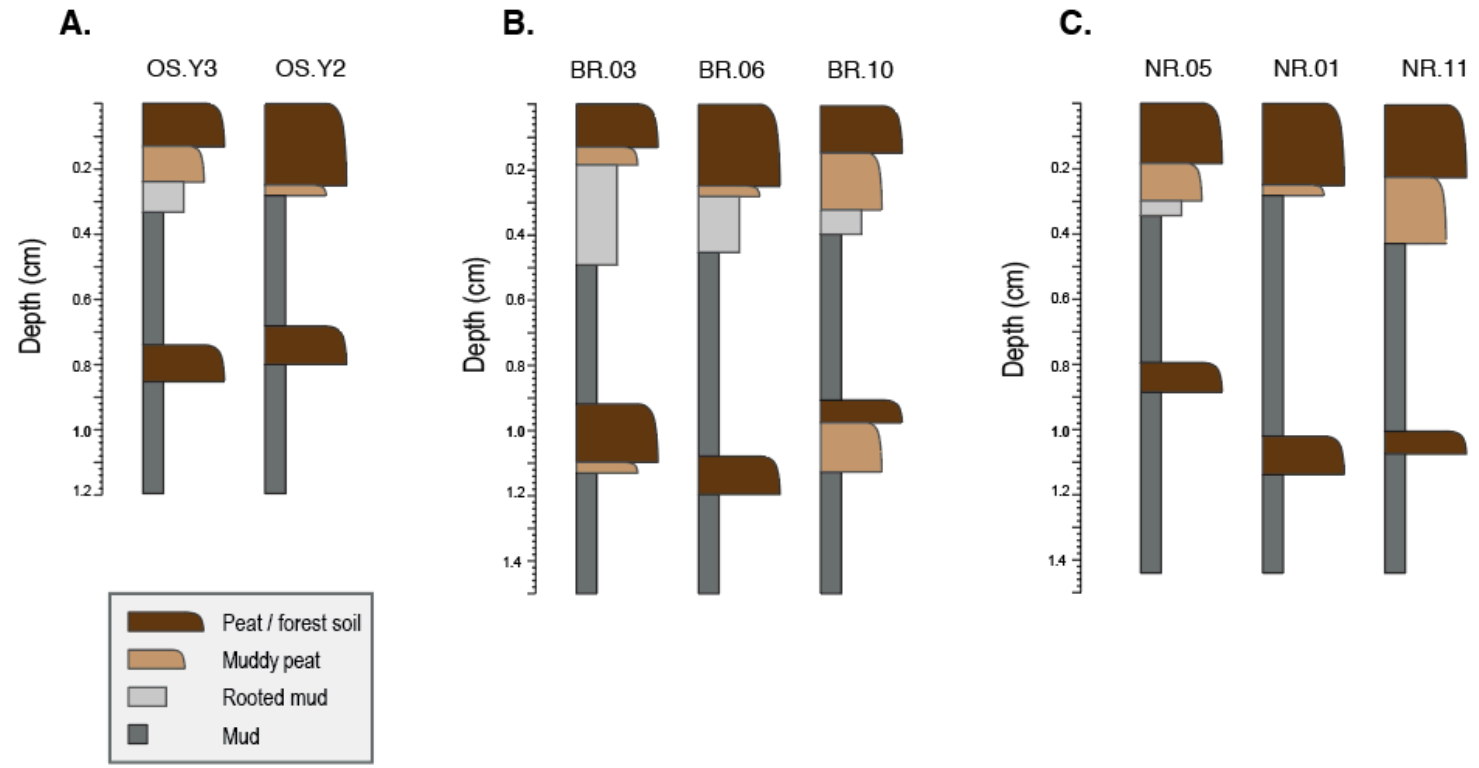 A.
OS.Y3 OS.Y2
Depth (cm)
0.2
0.4
0.6
0.8
1.0
1.2
B.
BR.03 BR.06 BR.10
Depth (cm)
0.2
0.4
0.6
0.8
1.0
1.2
1.4
C.
NR.05 NR.01 NR.11
Depth (cm)
0.2
0.4
0.6
0.8
1.0
1.2
1.4
Peat / forest soil
Muddy peat
Rooted mud
Mud